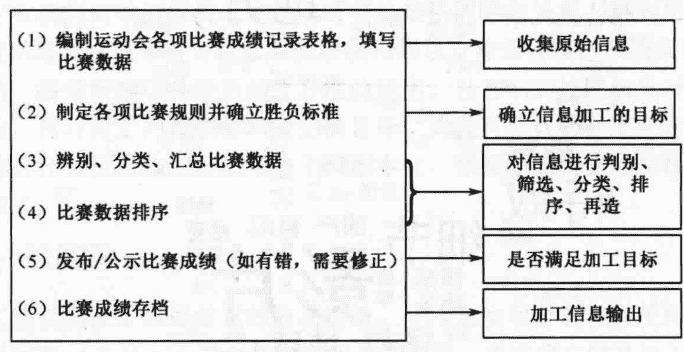 (1) 编制运动会各项比赛成绩记录表格，填写
比赛数据
收集原始信息
(2) 制定各项比赛规则并确立胜负标准
确立信息加工的目标
(3) 辨别、分类、汇总比赛数据
(4) 比赛数据排序
对信息进行判别、
筛选、分类、排
序、再造
(5) 发布/公示比赛成绩（如有错，需要修正）
是否满足加工目标
(6) 比赛成绩存档
加工信息输出